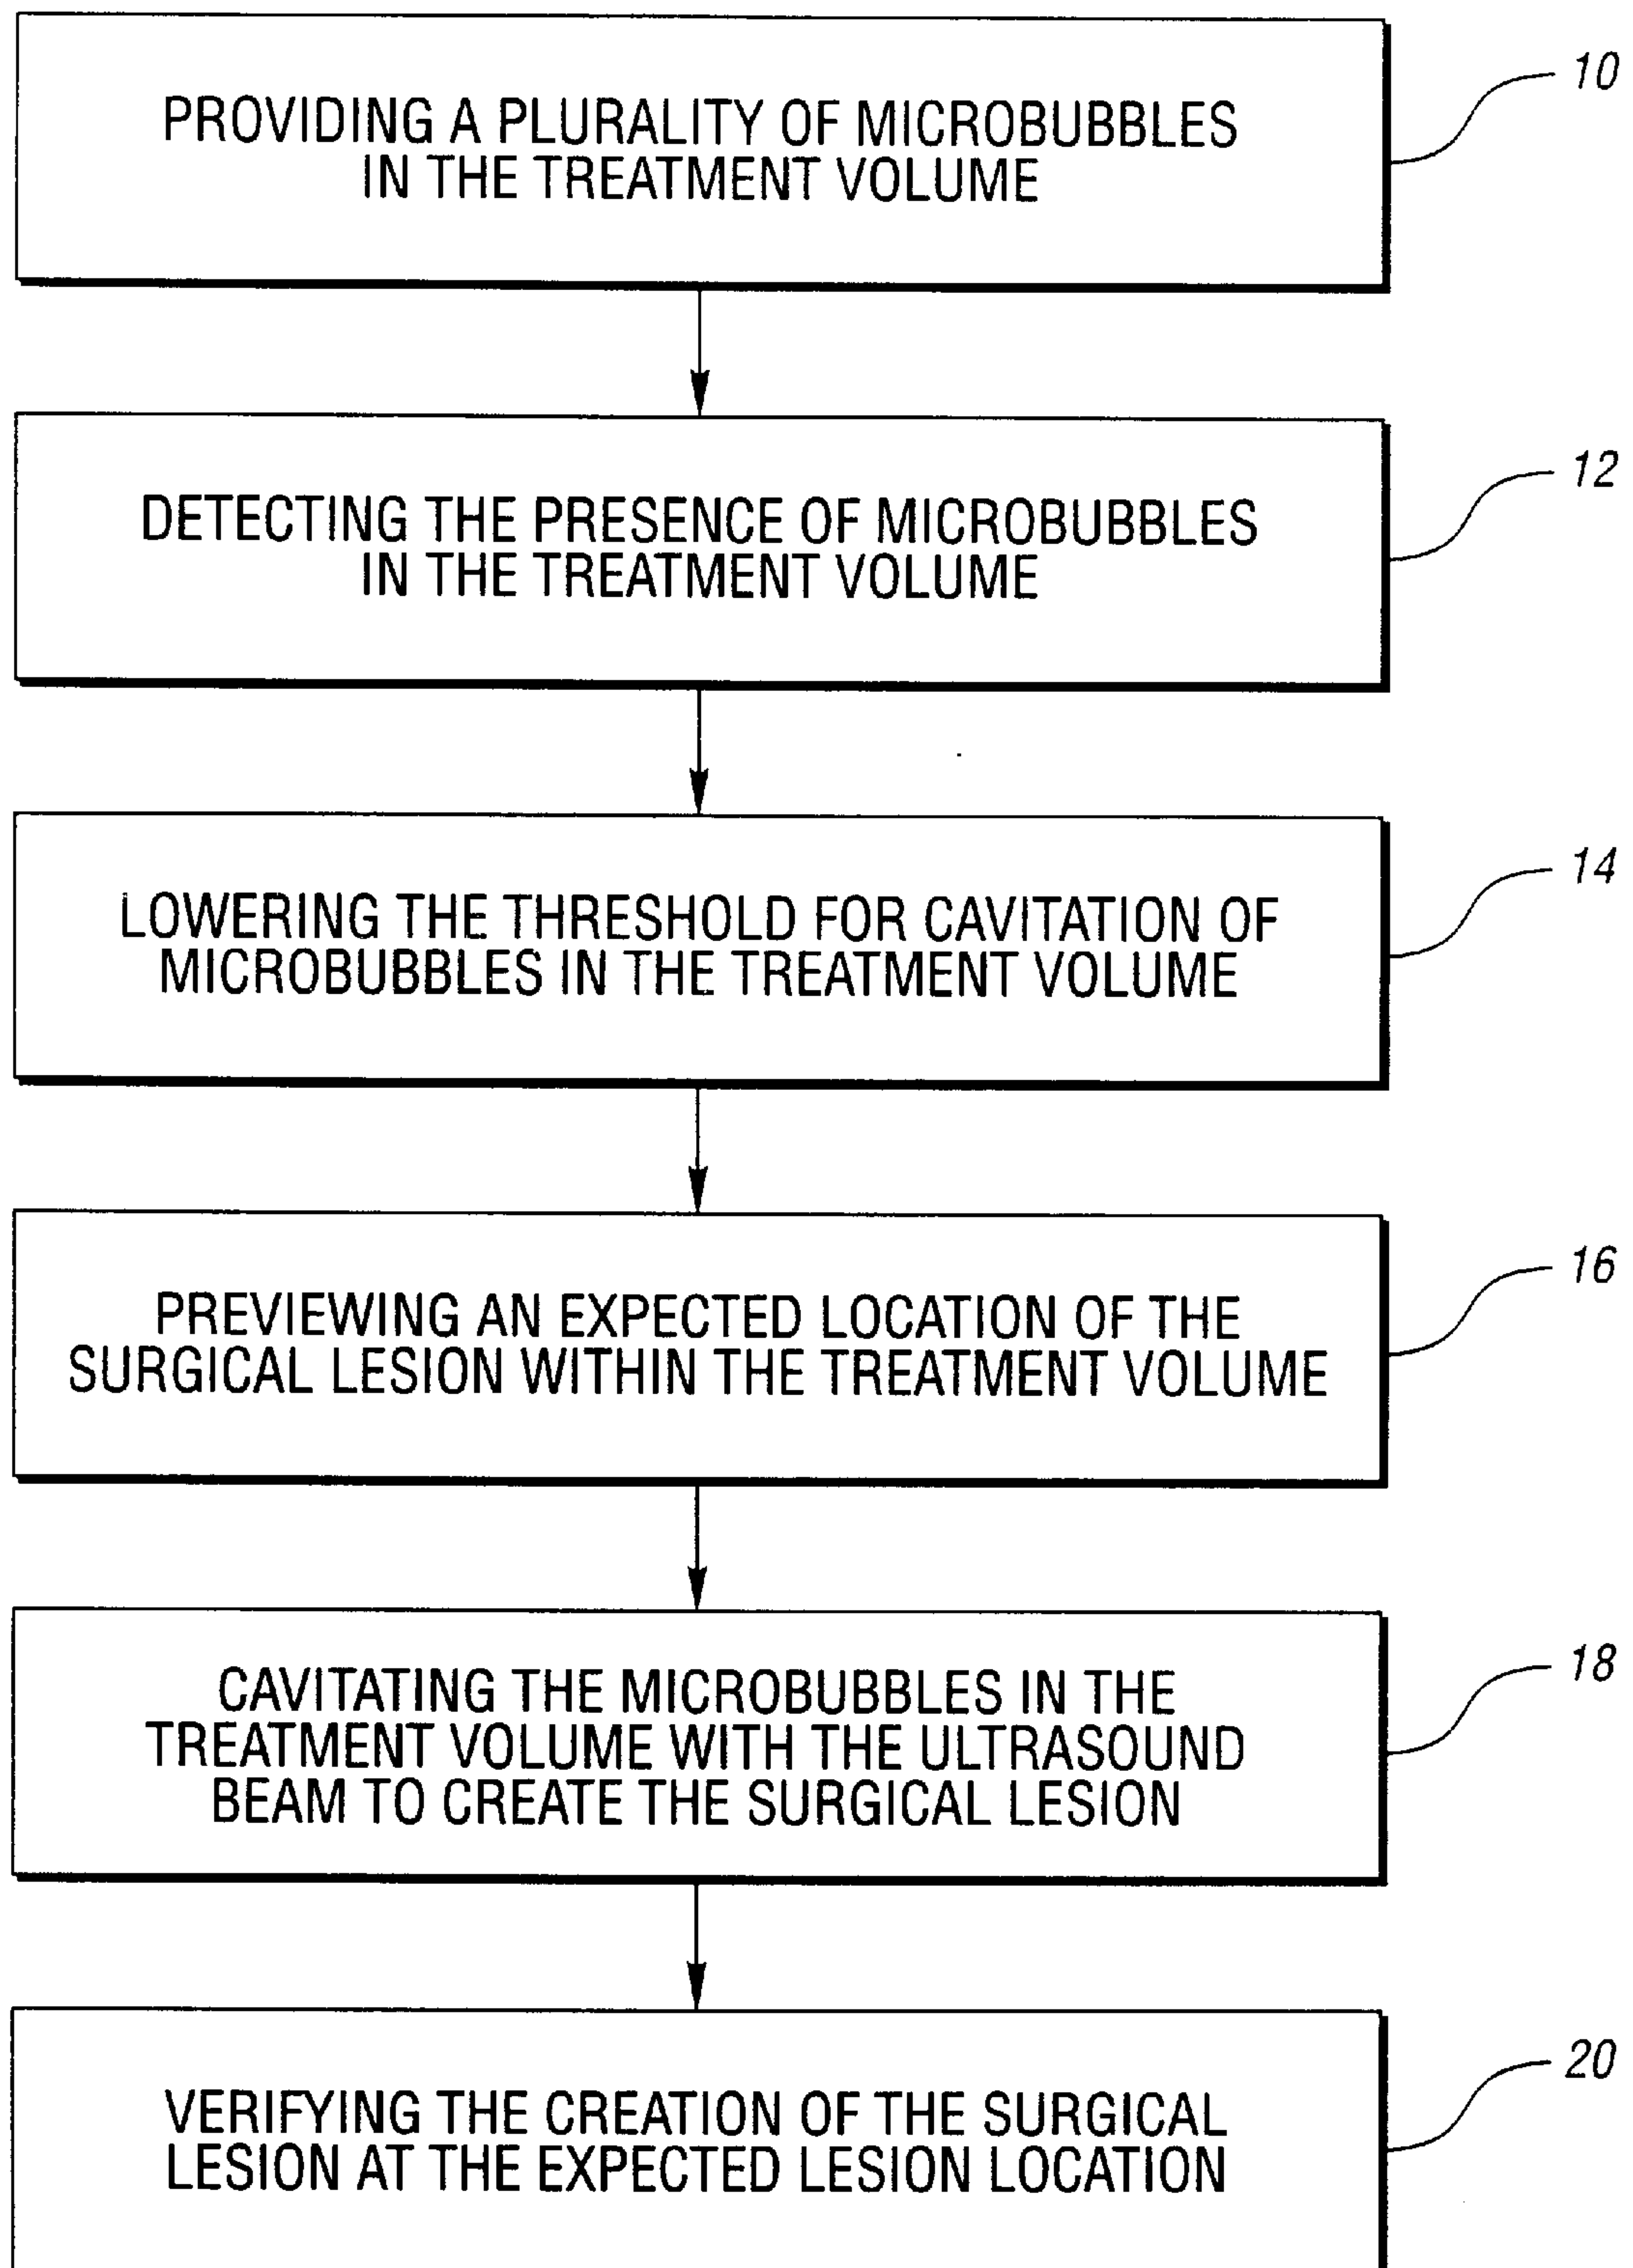 PROVIDING A PLURALITY OF MICROBUBBLES
IN THE TREATMENT VOLUME
10
DETECTING THE PRESENCE OF MICROBUBBLES
IN THE TREATMENT VOLUME
12
LOWERING THE THRESHOLD FOR CAVITATION OF
MICROBUBBLES IN THE TREATMENT VOLUME
14
PREVIEWING AN EXPECTED LOCATION OF THE
SURGICAL LESION WITHIN THE TREATMENT VOLUME
16
CAVITATING THE MICROBUBBLES IN THE
TREATMENT VOLUME WITH THE ULTRASOUND
BEAM TO CREATE THE SURGICAL LESION
18
VERIFYING THE CREATION OF THE SURGICAL
LESION AT THE EXPECTED LESION LOCATION
20